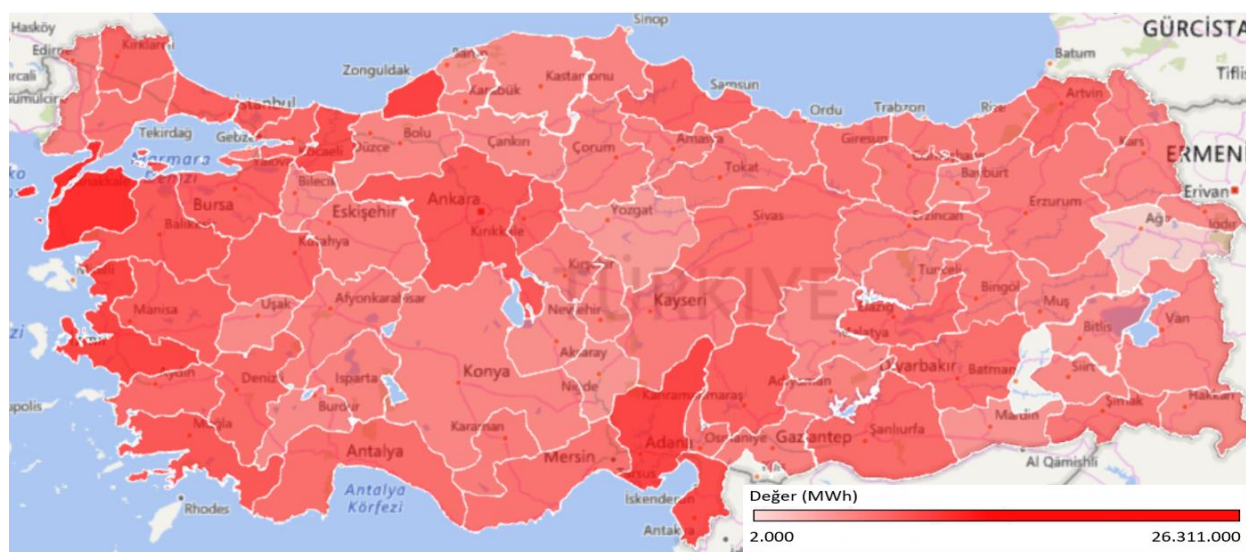 Hasköy
Sinop
GÜRCİSTA
Edirne
Kırklareli
Batum
Zonguldak
Tiflis
Bartın
Kastamonu
Samsun
Karabük
Artvin
İstanbul
Ordu
Trabzon
Rize
Tekirdağ
Gebze
Bolu
Çankırı
Amasya
Giresun
Kars
Kocaeli
Düzce
Çorum
Gümüşhane
ERMENİ
Marmara
Yalova
Tokat
Bayburt
Denizi
Bilecik
Erivan
Çanakkale
Bursa
Ankara
Erzurum
Iğdır
Eskişehir
Yozgat
Sivas
Erzincan
Balıkesir
Kırıkkale
Kütahya
Kırşehir
Tunceli
TÜRKİYE
Bingöl
Manisa
Uşak
Afyonkarahisar
Nevşehir
Kayseri
Elazığ
Muş
Van
Malatya
Bitlis
Aksaray
Aydın
Denizli
Isparta
Konya
Niğde
Adıyaman
Diyarbakır
Batman
Siirt
Kahramanmaraş
Burdur
Hakkari
Muğla
Karaman
Adana
Osmaniye
Gaziantep
Şanlıurfa
Mardin
Şırnak
Antalya
Mersin
Tarsus
Al Qāmishli
Rhodes
Antalya
Körfezi
İskenderun
Antakya
Değer (MWh)
2.000
26.311.000